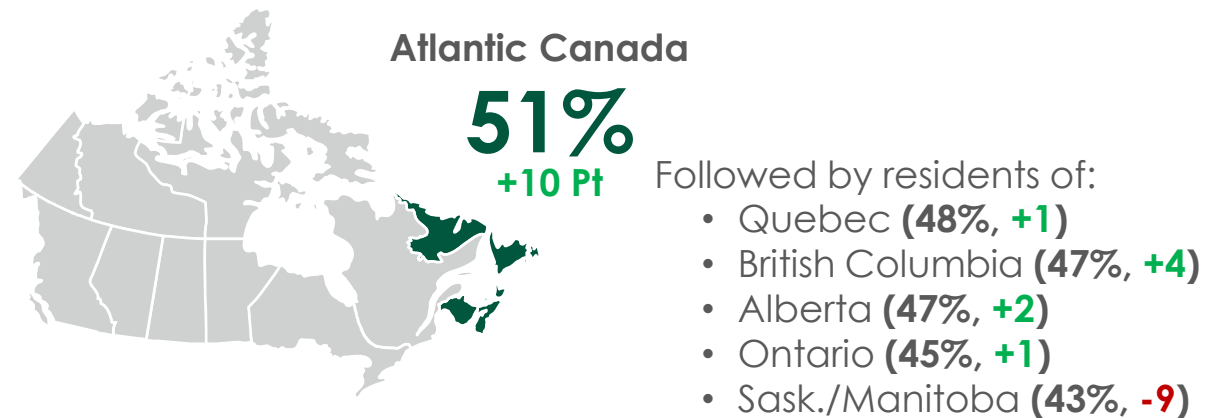 Atlantic Canada
51%
+10 Pt
Followed by residents of:
• Quebec (48%, +1)
• British Columbia (47%, +4)
• Alberta (47%, +2)
• Ontario (45%, +1)
• Sask./Manitoba (43%, -9)